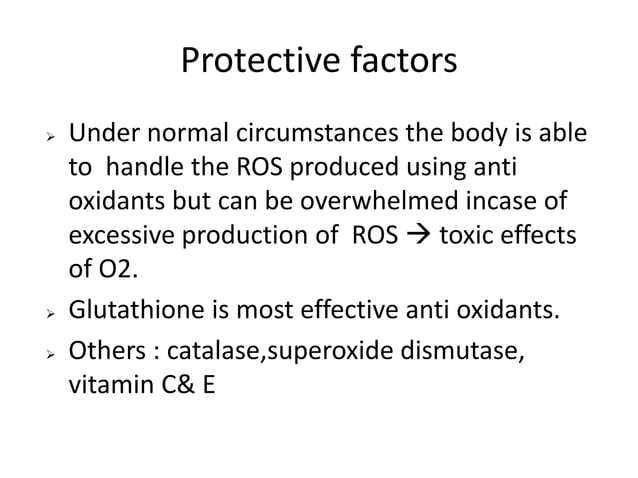 Protective factors
➢ Under normal circumstances the body is able
to  handle the ROS produced using anti
oxidants but can be overwhelmed incase of
excessive production of  ROS → toxic effects
of O2.
➢ Glutathione is most effective anti oxidants.
➢ Others : catalase,superoxide dismutase,
vitamin C& E